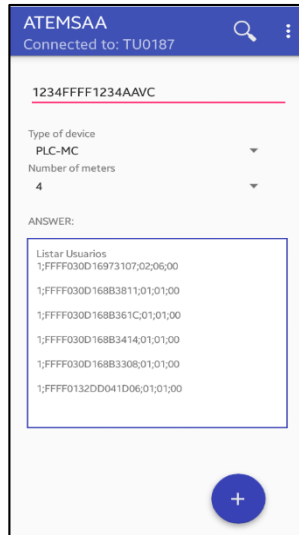 ATEMSAA
Connected to: TU0187
1234FFFF1234AAVC
Type of device
PLC-MC
Number of meters
4
ANSWER:
Listar Usuarios
1;FFFF030D16973107;02;06;00
1;FFFF030D168B3811;01;01;00
1;FFFF030D168B361C;01;01;00
1;FFFF030D168B3414;01;01;00
1;FFFF030D168B3308;01;01;00
1;FFFF0132DD041D06;01;01;00
+